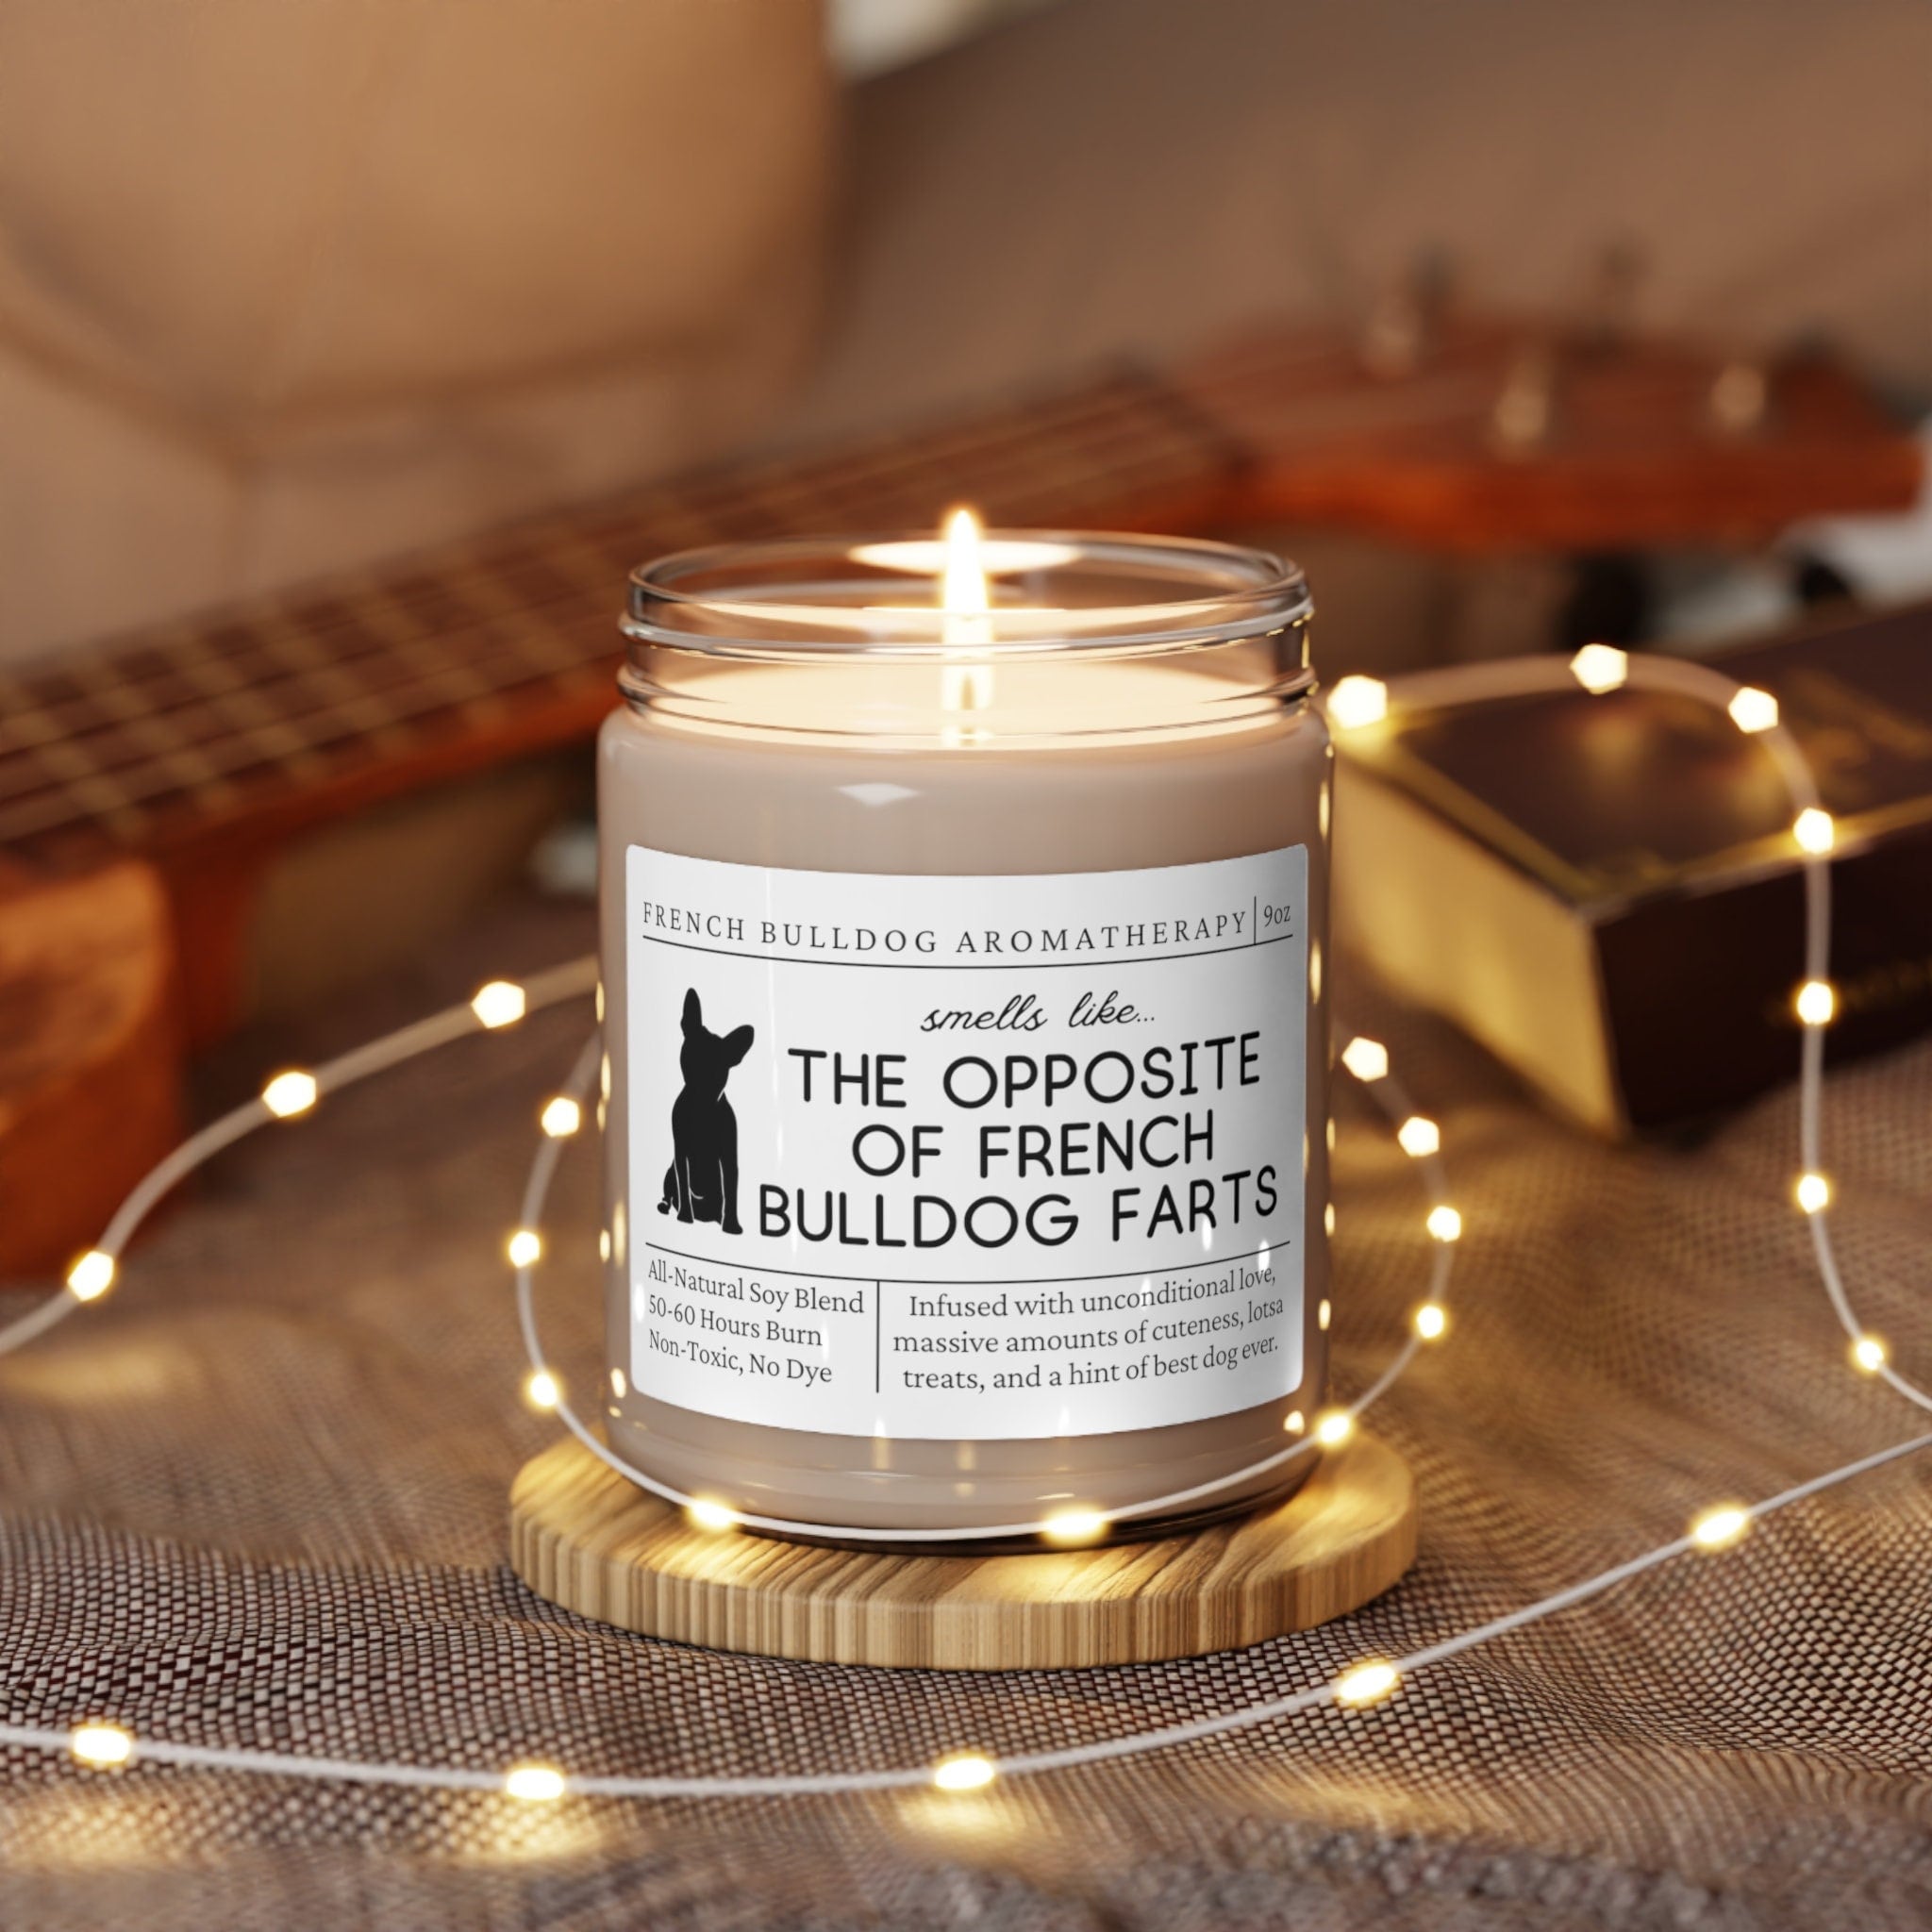 FRENCH BULLDOG AROMATHERAPY | 9oz
smells like...
THE OPPOSITE
OF FRENCH
BULLDOG FARTS
All-Natural Soy Blend
50-60 Hours Burn
Non-Toxic, No Dye
Infused with unconditional love,
massive amounts of cuteness, lotsa
treats, and a hint of best dog ever.